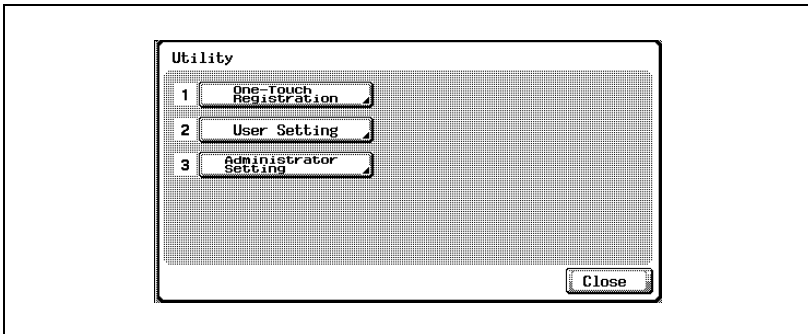 Utility
1 One-Touch
Registration
2 User Setting
3 Administrator
Setting
Close